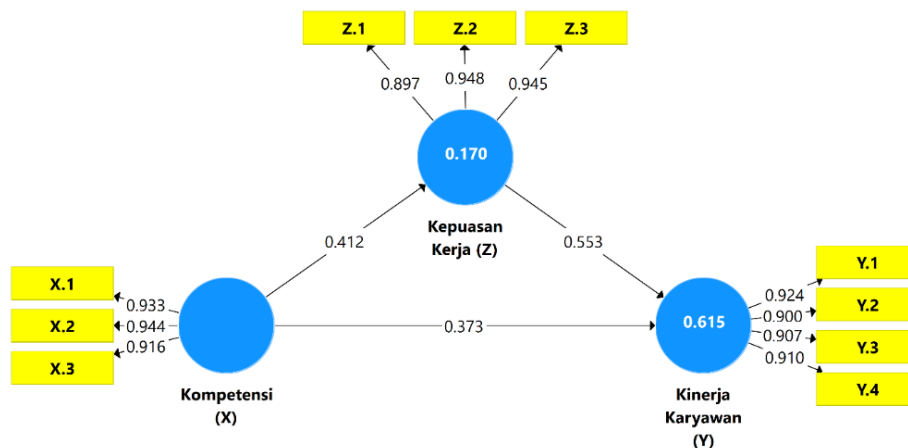 Z.1
Z.2
Z.3
0.897
0.948
0.945
0.170
Kepuasan
Kerja (Z)
0.412
0.553
X.1
X.2
X.3
0.933
0.944
0.916
Kompetensi
(X)
0.373
0.615
Kinerja
Karyawan
(Y)
0.924
0.900
0.907
0.910
Y.1
Y.2
Y.3
Y.4